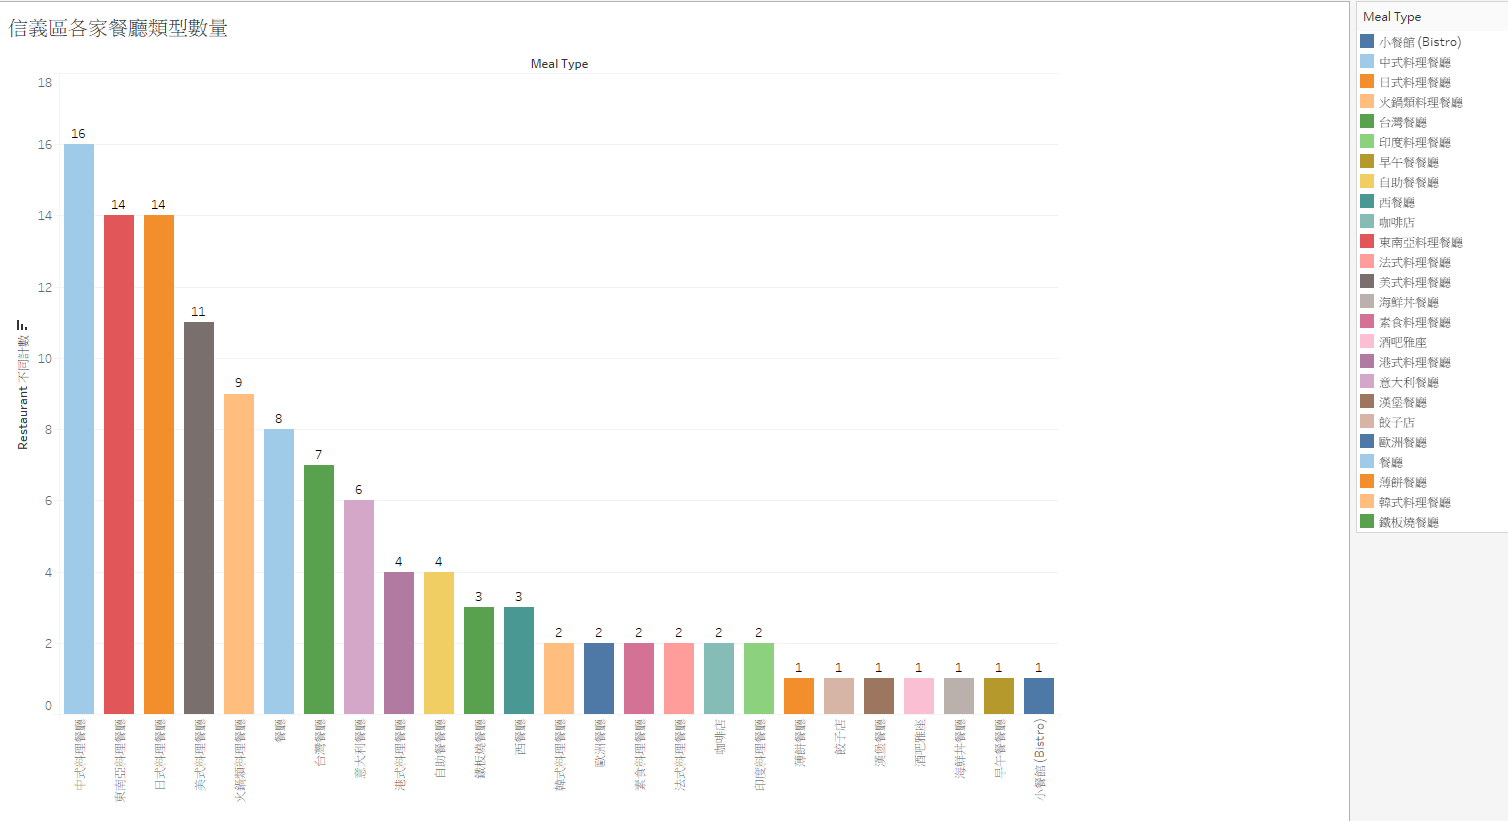 信義區各家餐廳類型數量
Meal Type
18
16
14
12
10
8
6
4
2
0
Restaurant 不同計數
16
14
14
11
9
8
7
6
4
4
3
3
2
2
2
2
2
2
1
1
1
1
1
1
1
中式料理餐廳
東南亞料理餐廳
日式料理餐廳
美式料理餐廳
火鍋類料理餐廳
餐廳
台灣餐廳
意大利餐廳
港式料理餐廳
自助餐餐廳
鐵板燒餐廳
西餐廳
韓式料理餐廳
歐洲餐廳
素食料理餐廳
法式料理餐廳
咖啡店
印度料理餐廳
薄餅餐廳
餃子店
漢堡餐廳
酒吧雅座
海鮮丼餐廳
早午餐餐廳
小餐館 (Bistro)
Meal Type
小餐館 (Bistro)
中式料理餐廳
日式料理餐廳
火鍋類料理餐廳
台灣餐廳
印度料理餐廳
早午餐餐廳
自助餐餐廳
西餐廳
咖啡店
東南亞料理餐廳
法式料理餐廳
美式料理餐廳
海鮮丼餐廳
素食料理餐廳
酒吧雅座
港式料理餐廳
意大利餐廳
漢堡餐廳
餃子店
歐洲餐廳
餐廳
薄餅餐廳
韓式料理餐廳
鐵板燒餐廳